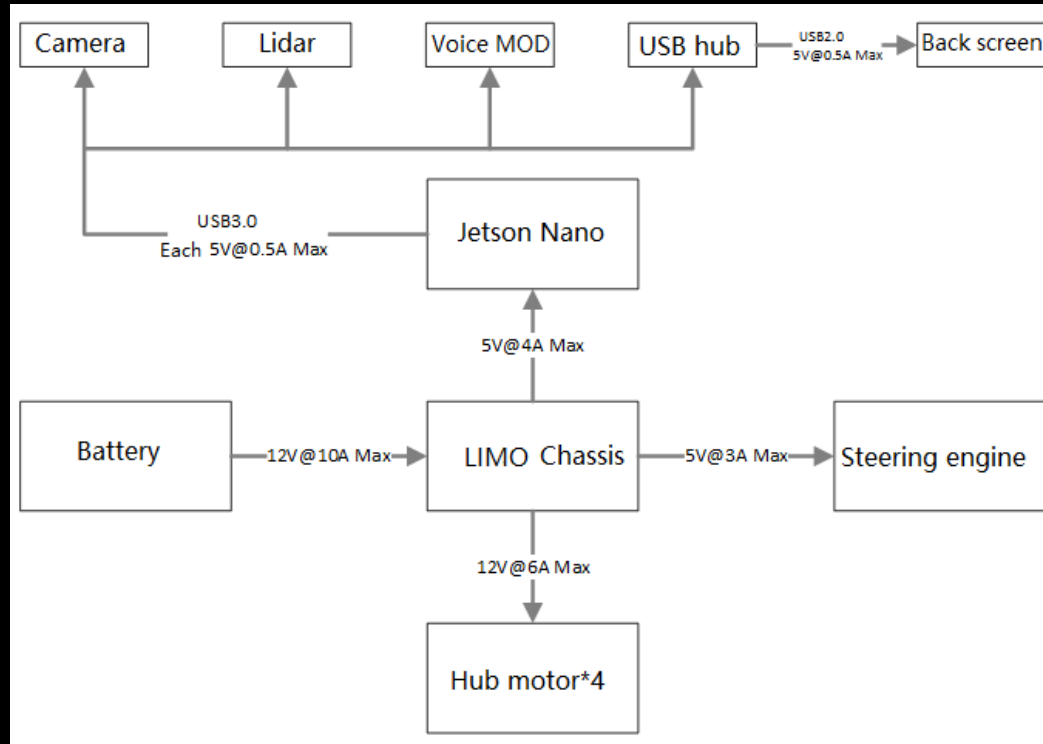 Camera
Lidar
Voice MOD
USB hub
USB2.0
5V@0.5A Max
Back screen
USB3.0
Each 5V@0.5A Max
Jetson Nano
5V@4A Max
Battery
12V@10A Max
LIMO Chassis
5V@3A Max
Steering engine
12V@6A Max
Hub motor*4